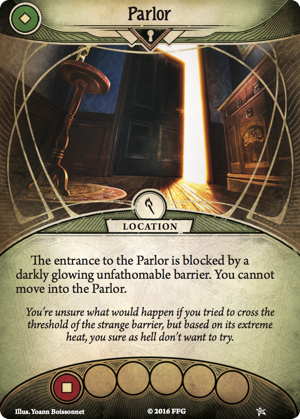 Parlor
LOCATION
The entrance to the Parlor is blocked by a
darkly glowing unfathomable barrier. You cannot
move into the Parlor.
You're unsure what would happen if you tried to cross the
threshold of the strange barrier, but based on its extreme
heat, you sure as hell don't want to try.
Illus. Yoann Boissonnet
© 2016 FFG